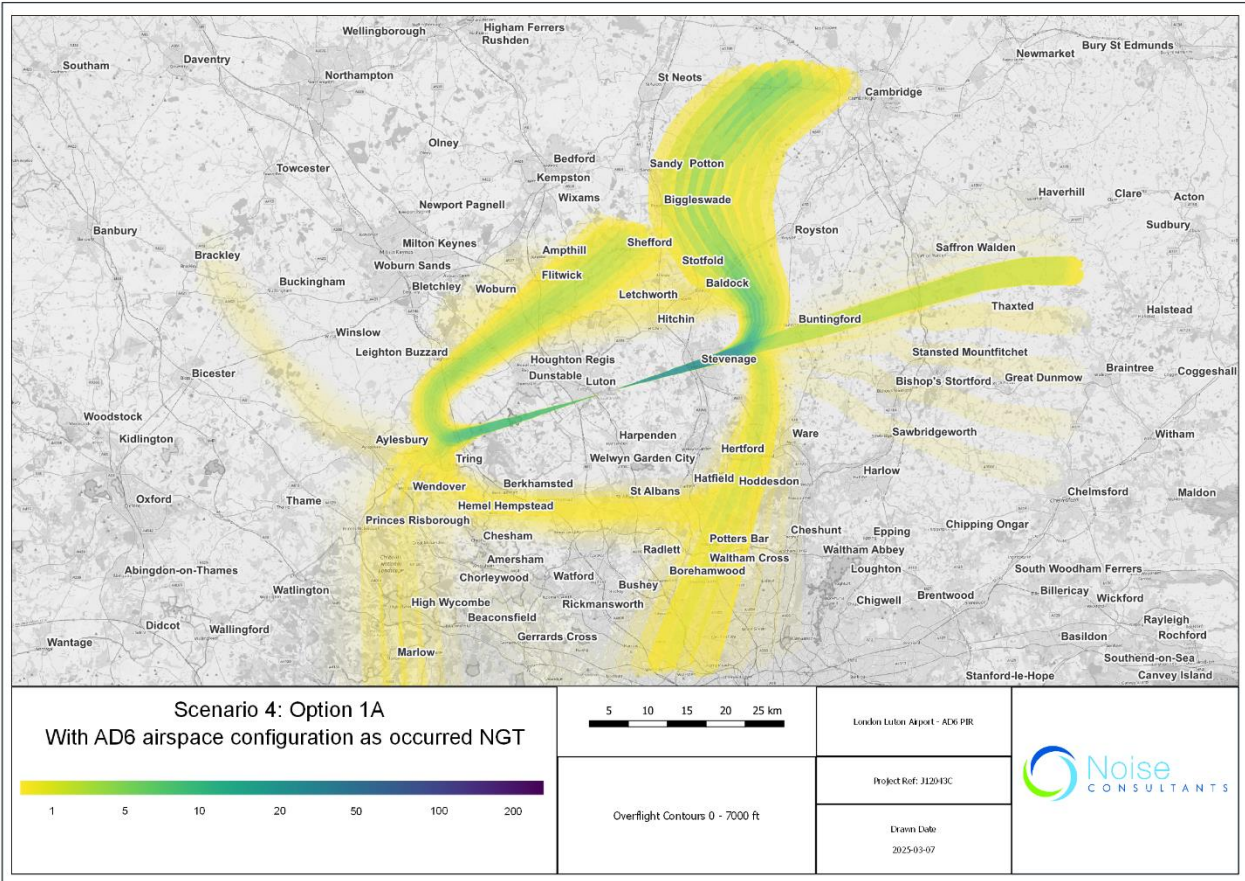 Wellingborough
Higham Ferrers
Rushden
Newmarket
Bury St Edmunds
Southam
Daventry
Northampton
St Neots
Cambridge
Olney
Bedford
Kempston
Wixams
Sandy
Potton
Towcester
Newport Pagnell
Biggleswade
Haverhill
Clare
Acton
Sudbury
Banbury
Milton Keynes
Ampthill
Shefford
Royston
Saffron Walden
Brackley
Woburn Sands
Stotfold
Buckingham
Bletchley
Woburn
Flitwick
Letchworth
Baldock
Thaxted
Halstead
Winslow
Hitchin
Buntingford
Leighton Buzzard
Houghton Regis
Stevenage
Stansted Mountfitchet
Bicester
Dunstable
Luton
Bishop's Stortford
Great Dunmow
Braintree
Coggeshall
Woodstock
Kidlington
Aylesbury
Harpenden
Hertford
Ware
Sawbridgeworth
Witham
Tring
Welwyn Garden City
Harlow
Wendover
Berkhamsted
St Albans
Hatfield
Hoddesdon
Chelmsford
Maldon
Oxford
Thame
Hemel Hempstead
Princes Risborough
Chesham
Potters Bar
Cheshunt
Epping
Chipping Ongar
Radlett
Waltham Cross
Waltham Abbey
Abingdon-on-Thames
Amersham
Borehamwood
Loughton
South Woodham Ferrers
Watlington
Chorleywood
Watford
Bushey
Chigwell
Brentwood
Billericay
Wickford
High Wycombe
Rickmansworth
Beaconsfield
Rayleigh
Didcot
Wallingford
Gerrards Cross
Basildon
Rochford
Wantage
Marlow
Southend-on-Sea
Stanford-le-Hope
Canvey Island
Scenario 4: Option 1A
With AD6 airspace configuration as occurred NGT
1 5 10 20 50 100 200
5 10 15 20 25 km
Overflight Contours 0 - 7000 ft
London Luton Airport - AD6 PIR
Project Ref: J12043C
Drawn Date
2025-03-07
Noise
CONSULTANTS